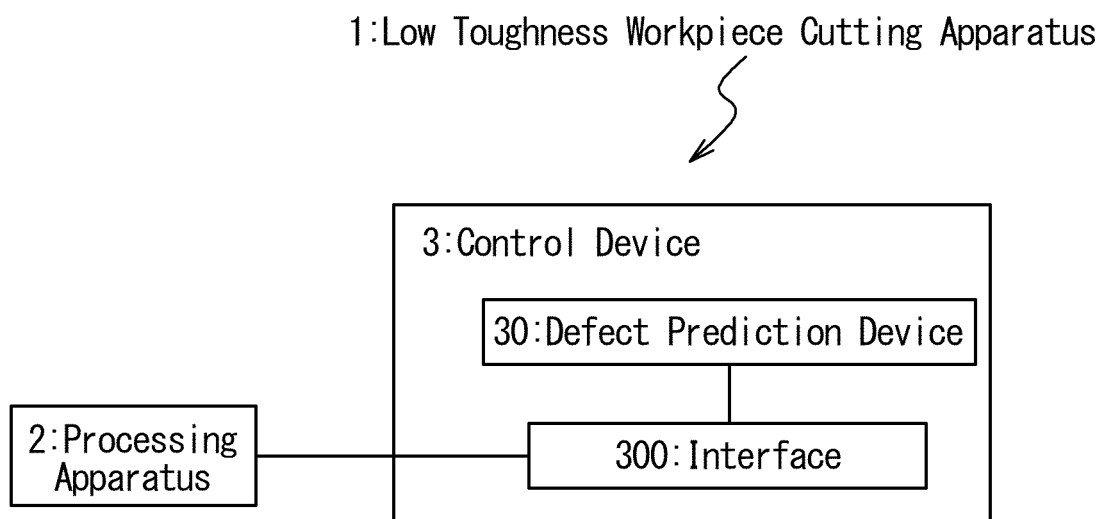 1:Low Toughness Workpiece Cutting Apparatus
3:Control Device
30:Defect Prediction Device
2:Processing
Apparatus
300:Interface